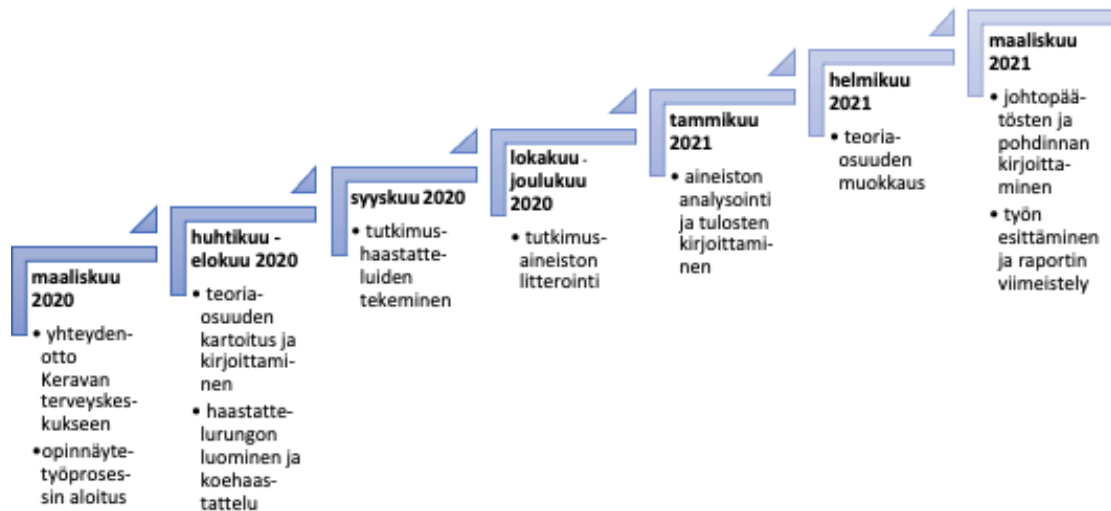 maaliskuu
2020
• yhteyden-
otto
Keravan
terveyskes-
kukseen
•opinnäyte-
työproses-
sin aloitus
huhtikuu -
elokuu 2020
• teoria-
osuuden
kartoitus ja
kirjoittami-
nen
• haastatte-
lurungon
luominen ja
koehaas-
tattelu
syyskuu 2020
• tutkimus-
haastatte-
luiden
tekeminen
lokakuu -
joulukuu
2020
• tutkimus-
aineiston
litterointi
tammikuu
2021
• aineiston
analysointi
ja tulosten
kirjoittami-
nen
helmikuu
2021
• teoria-
osuuden
muokkaus
maaliskuu
2021
• johtopää-
tösten ja
pohdinnan
kirjoitta-
minen
• työn
esittäminen
ja raportin
viimeistely